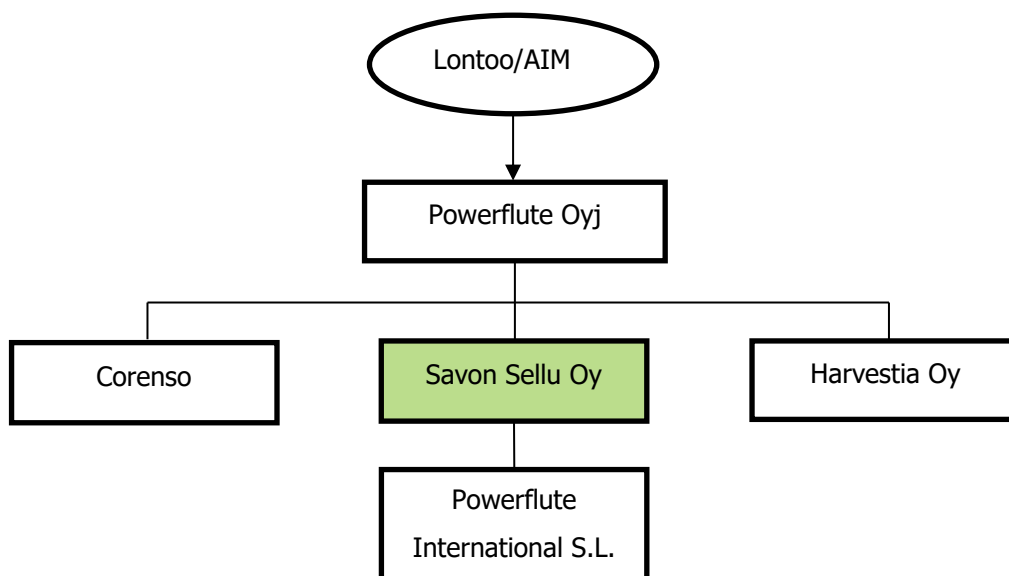 Lontoo/AIM
Powerflute Oyj
Corenso
Savon Sellu Oy
Harvestia Oy
Powerflute
International S.L.